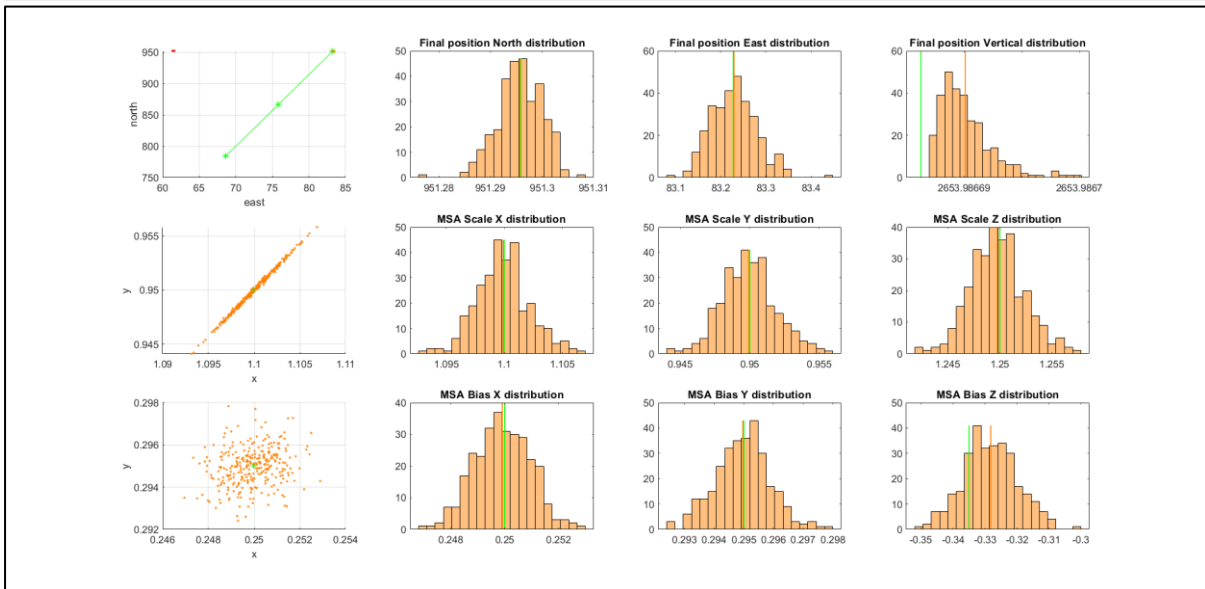 Final position North distribution
Final position East distribution
Final position Vertical distribution
950
900
850
800
750
north
60 65 70 75 80 85
east
50
40
30
20
10
0
951.28 951.29 951.3 951.31
60
40
20
0
83.1 83.2 83.3 83.4
60
40
20
0
2653.98669 2653.9867
MSA Scale X distribution
MSA Scale Y distribution
MSA Scale Z distribution
0.955
0.95
0.945
y
1.09 1.095 1.1 1.105 1.11
x
50
40
30
20
10
0
1.095 1.1 1.105
50
40
30
20
10
0
0.945 0.95 0.955
40
30
20
10
0
1.245 1.25 1.255
MSA Bias X distribution
MSA Bias Y distribution
MSA Bias Z distribution
0.298
0.296
0.294
0.292
y
0.246 0.248 0.25 0.252 0.254
x
40
30
20
10
0
0.248 0.25 0.252
50
40
30
20
10
0
0.293 0.294 0.295 0.296 0.297 0.298
50
40
30
20
10
0
-0.35 -0.34 -0.33 -0.32 -0.31 -0.3